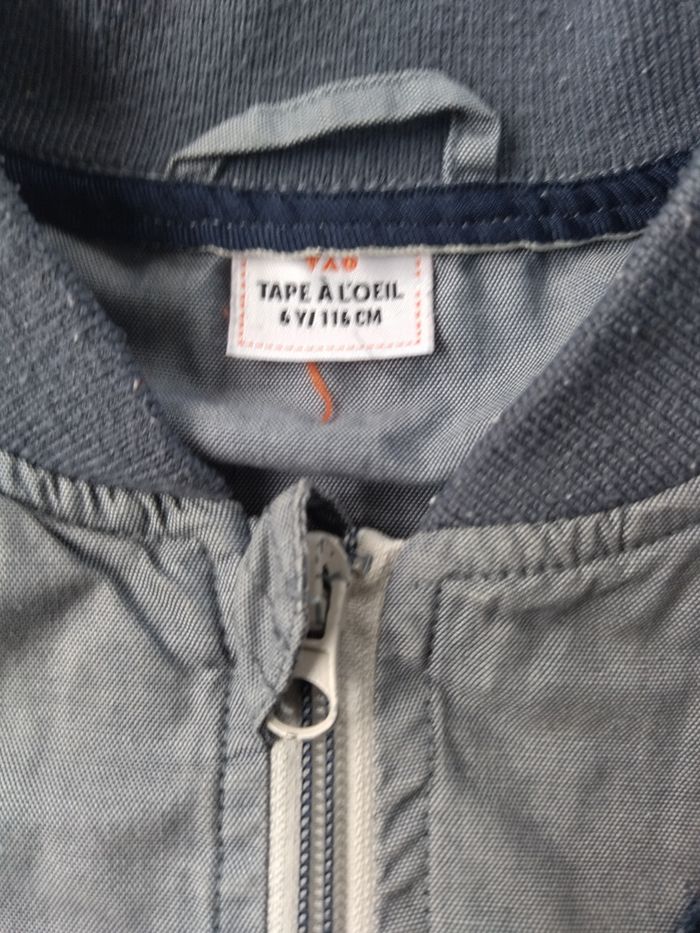 TAO
TAPE À L'OEIL
6 Y/ 116 CM